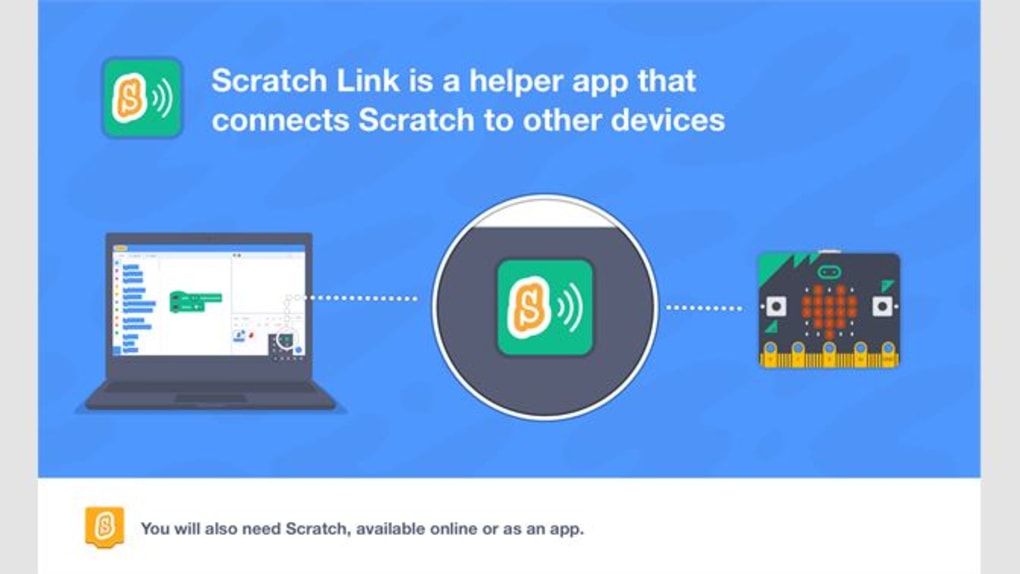 Scratch Link is a helper app that
connects Scratch to other devices
You will also need Scratch, available online or as an app.